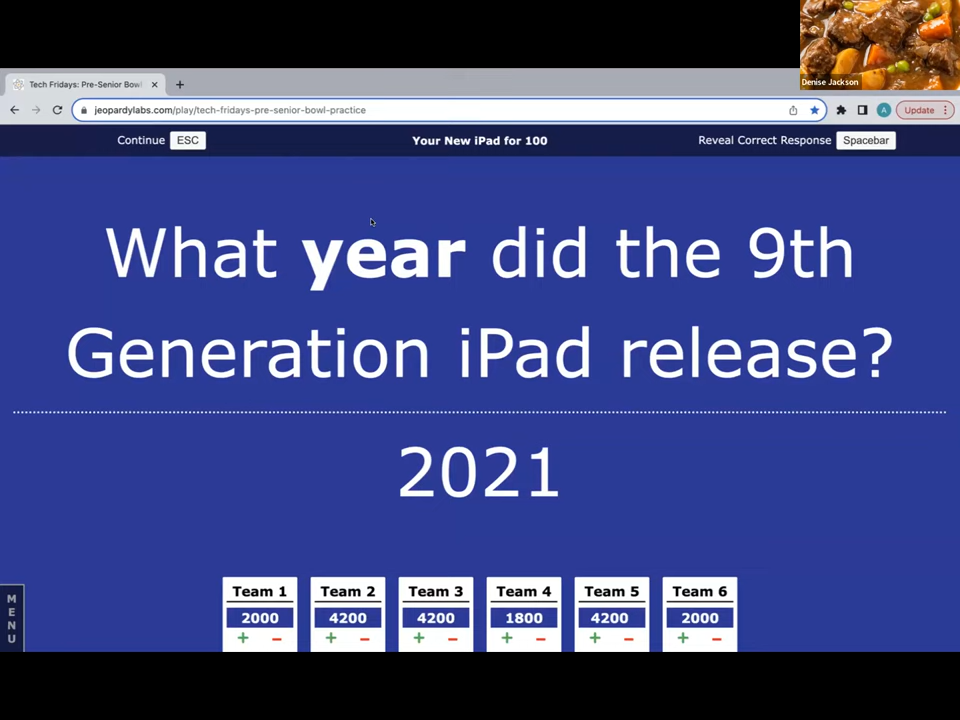 Denise Jackson
Tech Fridays: Pre-Senior Bowl
jeopardylabs.com/play/tech-fridays-pre-senior-bowl-practice
A
Update
Continue ESC
Your New iPad for 100
Reveal Correct Response Spacebar
What year did the 9th
Generation iPad release?
2021
MENU
Team 1 Team 2 Team 3 Team 4 Team 5 Team 6
2000 4200 4200 1800 4200 2000
+ − + − + − + − + − + −